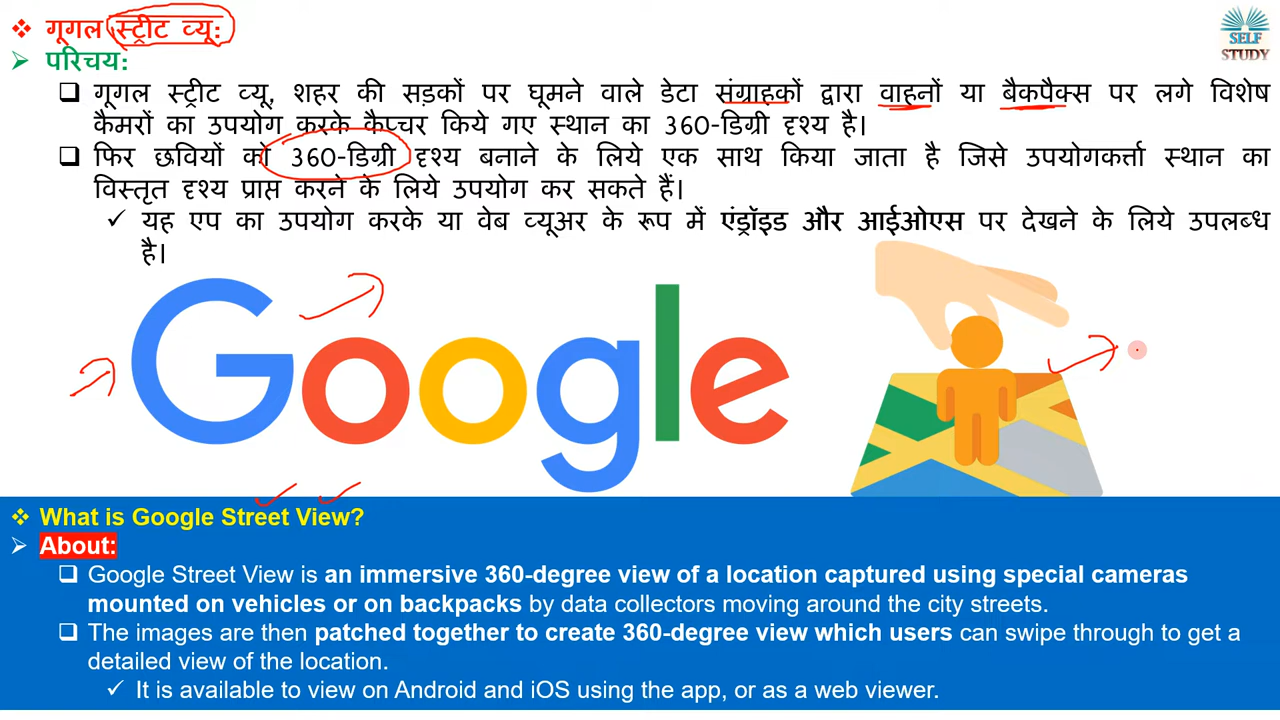 गूगल स्ट्रीट व्यू:
SELF STUDY
परिचय:
गूगल स्ट्रीट व्यू, शहर की सड़कों पर घूमने वाले डेटा संग्राहकों द्वारा वाहनों या बैकपैक्स पर लगे विशेष
कैमरों का उपयोग करके कैप्चर किये गए स्थान का 360-डिग्री दृश्य है।
फिर छवियों को 360-डिग्री दृश्य बनाने के लिये एक साथ किया जाता है जिसे उपयोगकर्त्ता स्थान का
विस्तृत दृश्य प्राप्त करने के लिये उपयोग कर सकते हैं।
यह एप का उपयोग करके या वेब व्यूअर के रूप में एंड्रॉइड और आईओएस पर देखने के लिये उपलब्ध
है।
Google
What is Google Street View?
About:
Google Street View is an immersive 360-degree view of a location captured using special cameras
mounted on vehicles or on backpacks by data collectors moving around the city streets.
The images are then patched together to create 360-degree view which users can swipe through to get a
detailed view of the location.
It is available to view on Android and iOS using the app, or as a web viewer.